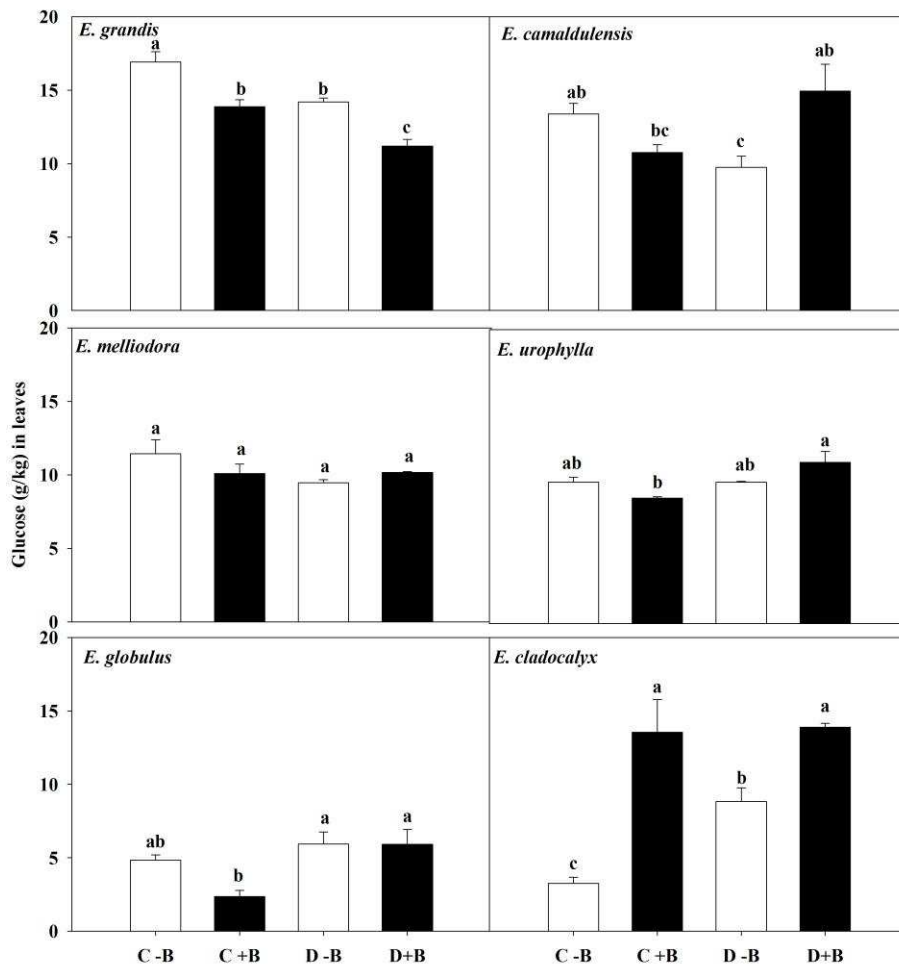 Glucose (g/kg) in leaves
20
15
10
5
0
E. grandis
a
b
b
c
E. camaldulensis
ab
bc
c
ab
20
15
10
5
0
E. melliodora
a
a
a
a
E. urophylla
ab
b
ab
a
20
15
10
5
0
E. globulus
ab
b
a
a
E. cladocalyx
c
a
b
a
C -B C +B D -B D+B C -B C +B D -B D+B